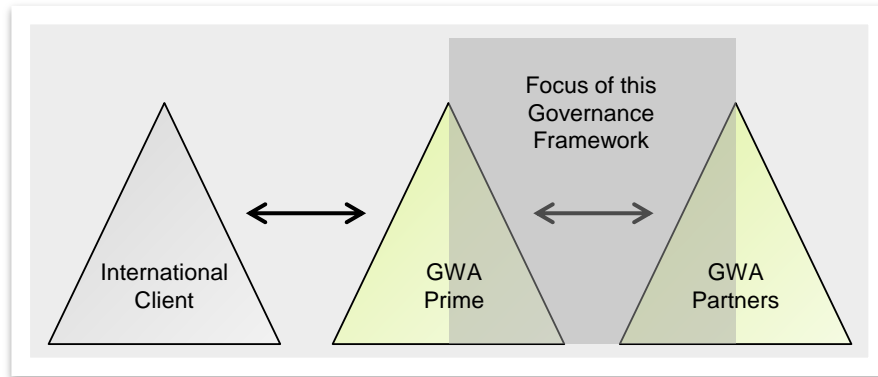 Focus of this
Governance
Framework
International
Client
GWA
Prime
GWA
Partners